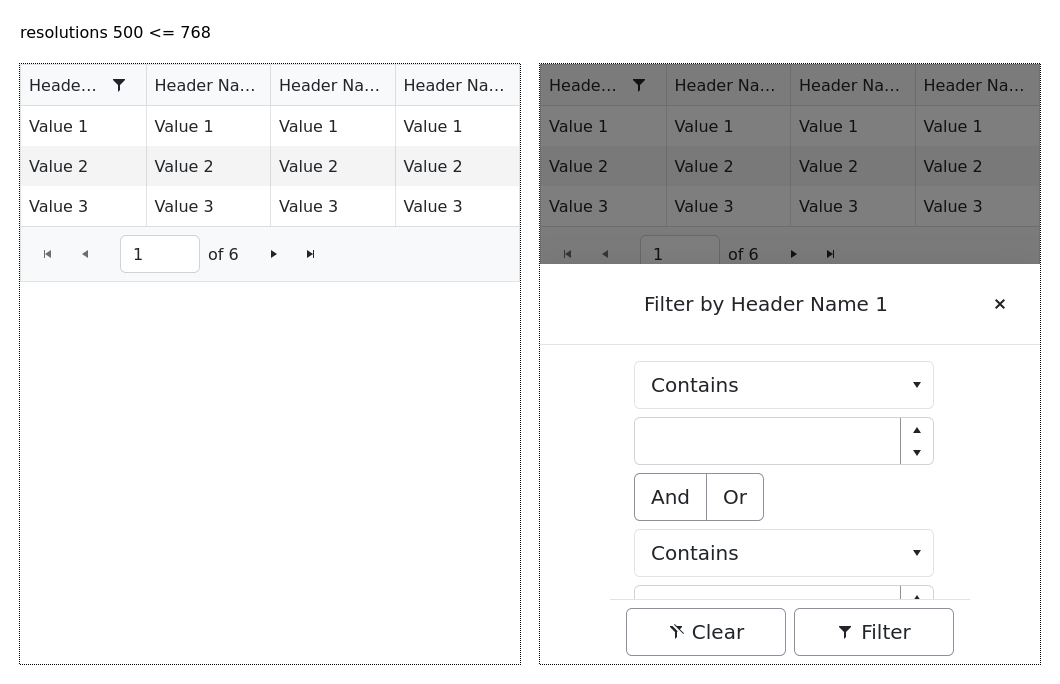 resolutions 500 <= 768
Heade... Header Na... Header Na... Header Na...
Value 1 Value 1 Value 1 Value 1
Value 2 Value 2 Value 2 Value 2
Value 3 Value 3 Value 3 Value 3
1 of 6
Heade... Header Na... Header Na... Header Na...
Value 1 Value 1 Value 1 Value 1
Value 2 Value 2 Value 2 Value 2
Value 3 Value 3 Value 3 Value 3
1 of 6
Filter by Header Name 1
Contains
And Or
Contains
Clear Filter